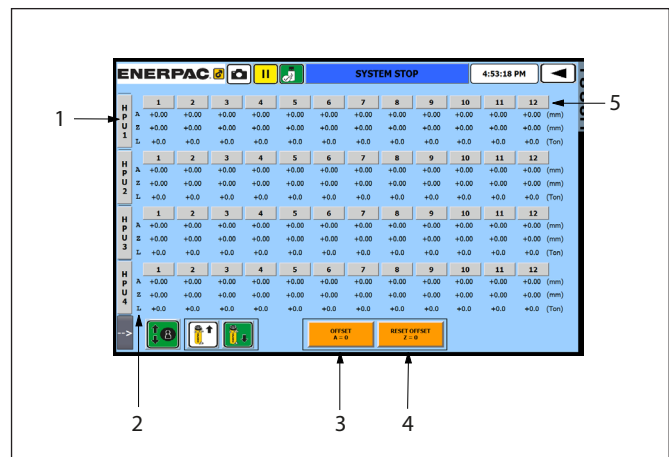 ENERPAC. SYSTEM STOP 4:53:18 PM
1 2 3 4 5 6 7 8 9 10 11 12
HPU1
A +0.00 +0.00 +0.00 +0.00 +0.00 +0.00 +0.00 +0.00 +0.00 +0.00 +0.00 +0.00 (mm)
Z +0.00 +0.00 +0.00 +0.00 +0.00 +0.00 +0.00 +0.00 +0.00 +0.00 +0.00 +0.00 (mm)
L +0.0 +0.0 +0.0 +0.0 +0.0 +0.0 +0.0 +0.0 +0.0 +0.0 +0.0 +0.0 (Ton)
1 2 3 4 5 6 7 8 9 10 11 12
HPU2
A +0.00 +0.00 +0.00 +0.00 +0.00 +0.00 +0.00 +0.00 +0.00 +0.00 +0.00 +0.00 (mm)
Z +0.00 +0.00 +0.00 +0.00 +0.00 +0.00 +0.00 +0.00 +0.00 +0.00 +0.00 +0.00 (mm)
L +0.0 +0.0 +0.0 +0.0 +0.0 +0.0 +0.0 +0.0 +0.0 +0.0 +0.0 +0.0 (Ton)
1 2 3 4 5 6 7 8 9 10 11 12
HPU3
A +0.00 +0.00 +0.00 +0.00 +0.00 +0.00 +0.00 +0.00 +0.00 +0.00 +0.00 +0.00 (mm)
Z +0.00 +0.00 +0.00 +0.00 +0.00 +0.00 +0.00 +0.00 +0.00 +0.00 +0.00 +0.00 (mm)
L +0.0 +0.0 +0.0 +0.0 +0.0 +0.0 +0.0 +0.0 +0.0 +0.0 +0.0 +0.0 (Ton)
1 2 3 4 5 6 7 8 9 10 11 12
HPU4
A +0.00 +0.00 +0.00 +0.00 +0.00 +0.00 +0.00 +0.00 +0.00 +0.00 +0.00 +0.00 (mm)
Z +0.00 +0.00 +0.00 +0.00 +0.00 +0.00 +0.00 +0.00 +0.00 +0.00 +0.00 +0.00 (mm)
L +0.0 +0.0 +0.0 +0.0 +0.0 +0.0 +0.0 +0.0 +0.0 +0.0 +0.0 +0.0 (Ton)
-->
8
OFFSET
A = 0
RESET OFFSET
Z = 0
1
5
2
3
4